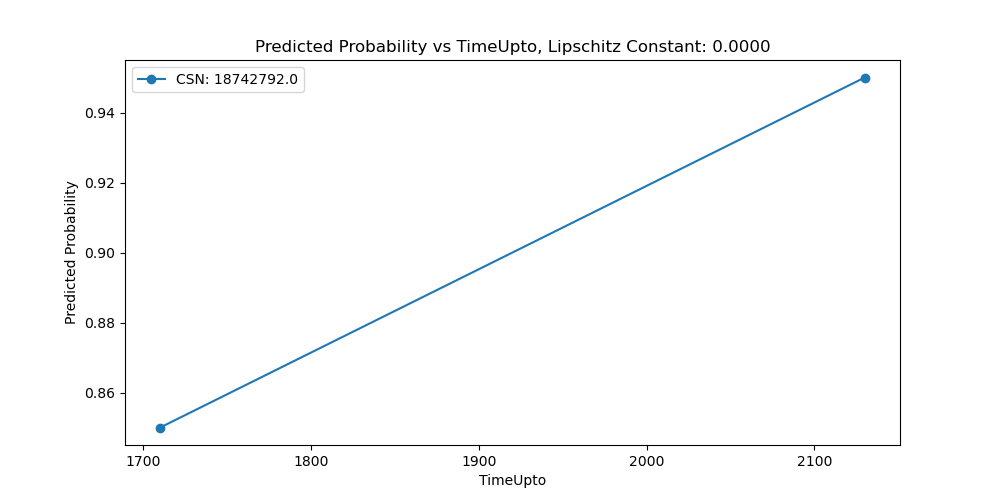 Predicted Probability vs TimeUpto, Lipschitz Constant: 0.0000
CSN: 18742792.0
0.94
0.92
0.90
0.88
0.86
Predicted Probability
1700 1800 1900 2000 2100
TimeUpto